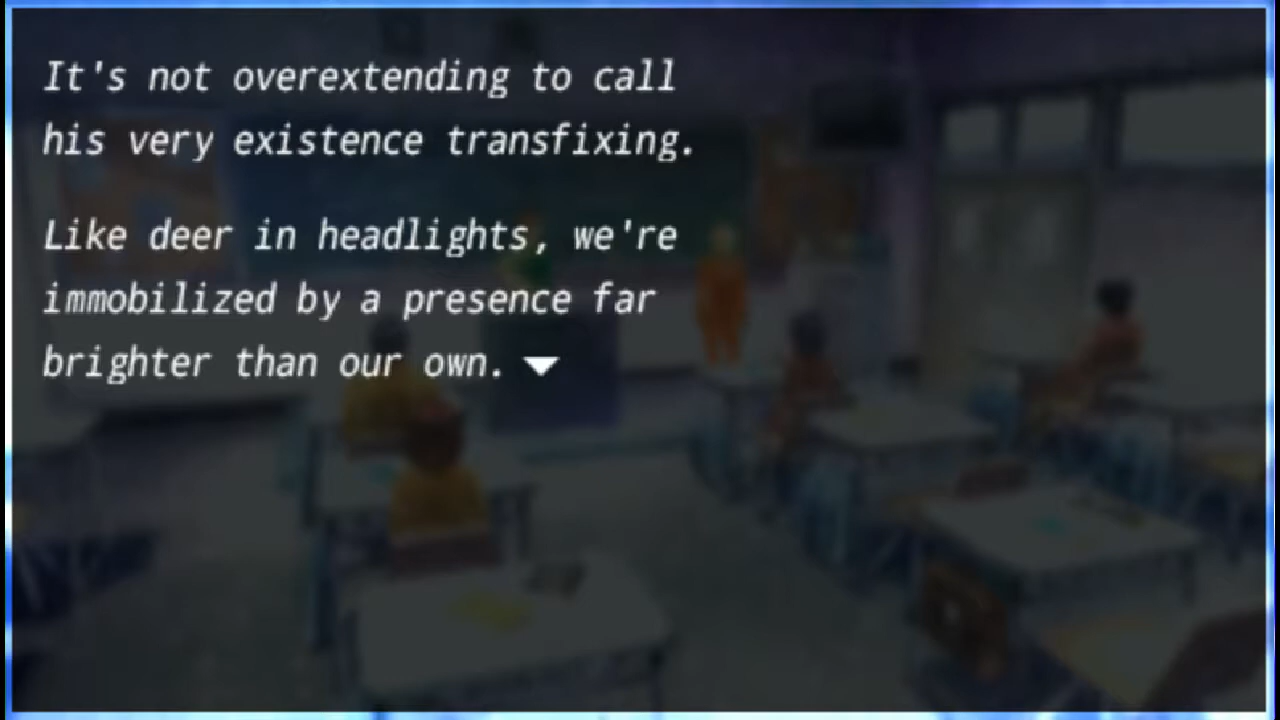 It's not overextending to call
his very existence transfixing.
Like deer in headlights, we're
immobilized by a presence far
brighter than our own.